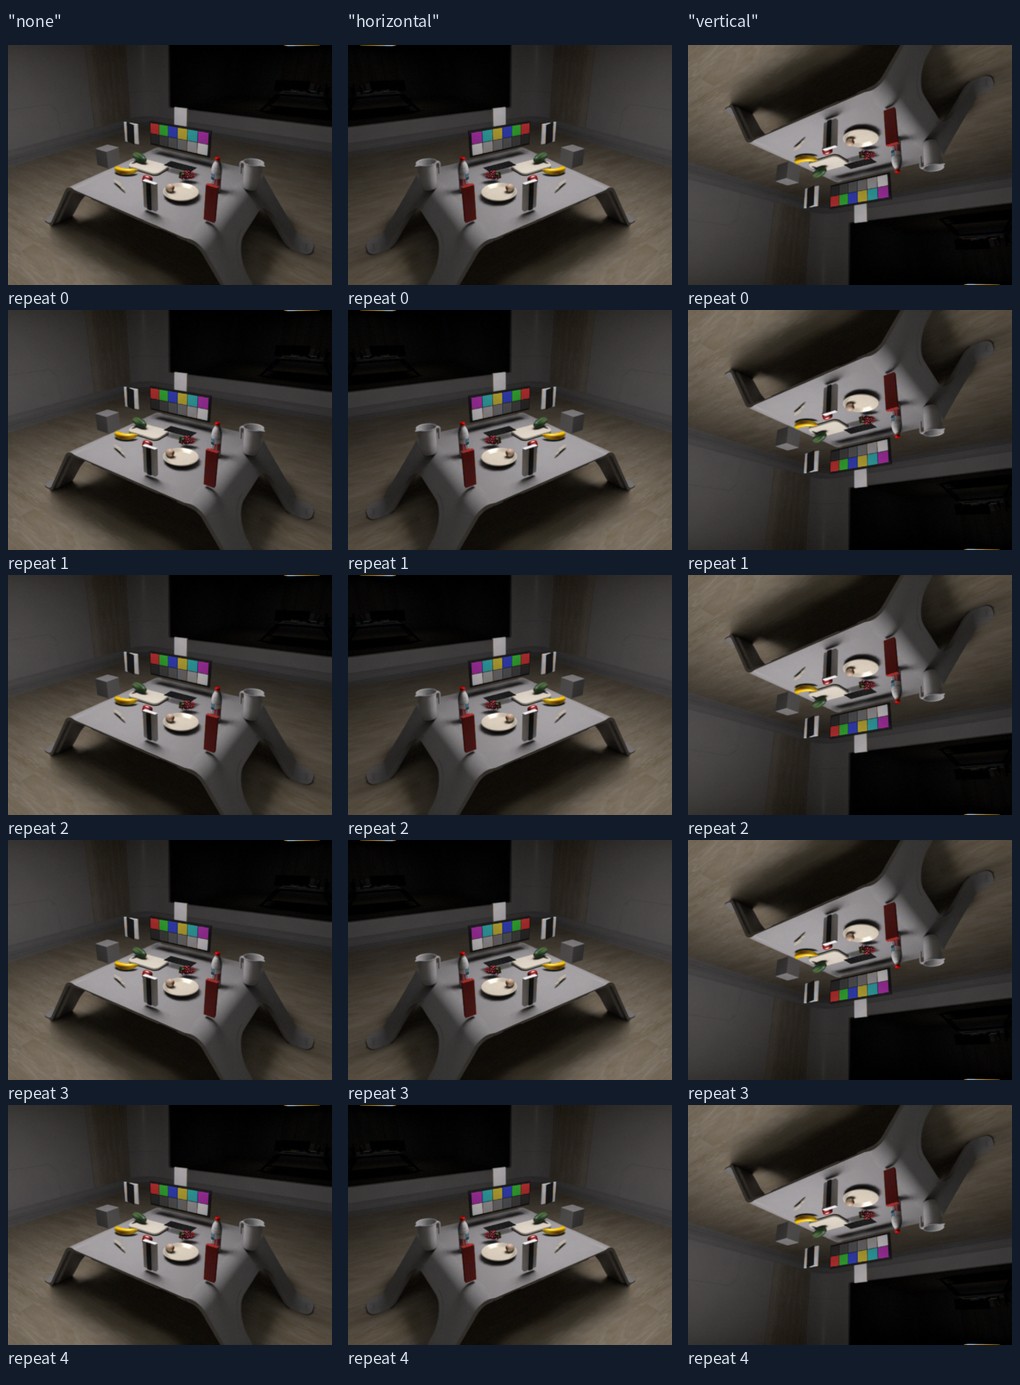 "none" "horizontal" "vertical"
repeat 0 repeat 0 repeat 0
repeat 1 repeat 1 repeat 1
repeat 2 repeat 2 repeat 2
repeat 3 repeat 3 repeat 3
repeat 4 repeat 4 repeat 4